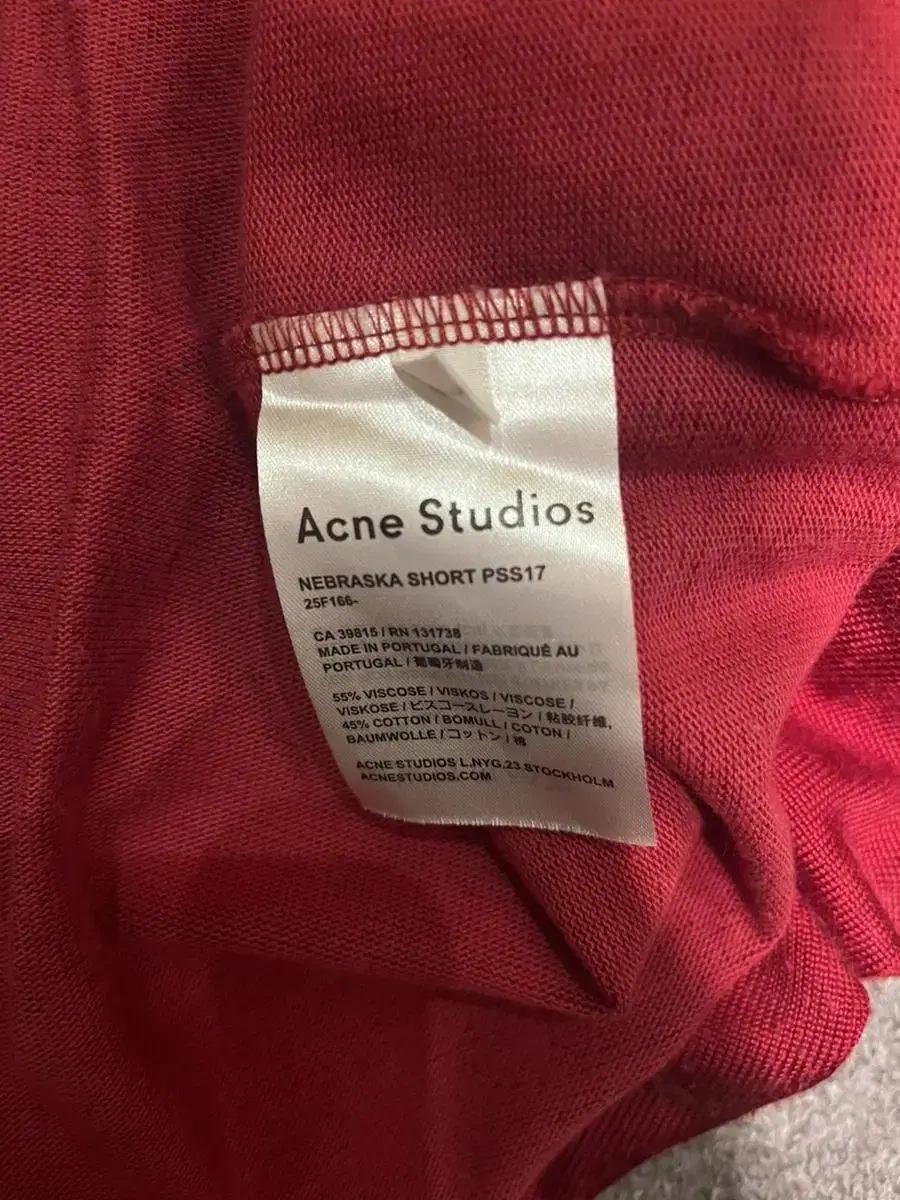 Acne Studios
NEBRASKA SHORT PSS17
25F166-
CA 39815 / RN 131738
MADE IN PORTUGAL / FABRIQUÉ AU
PORTUGAL / 葡萄牙制造
55% VISCOSE / VISKOS / VISCOSE /
VISKOSE / ビスコースレーヨン / 粘胶纤维,
45% COTTON / BOMULL / COTON /
BAUMWOLLE / コットン / 棉
ACNE STUDIOS L.NYG.23 STOCKHOLM
ACNESTUDIOS.COM